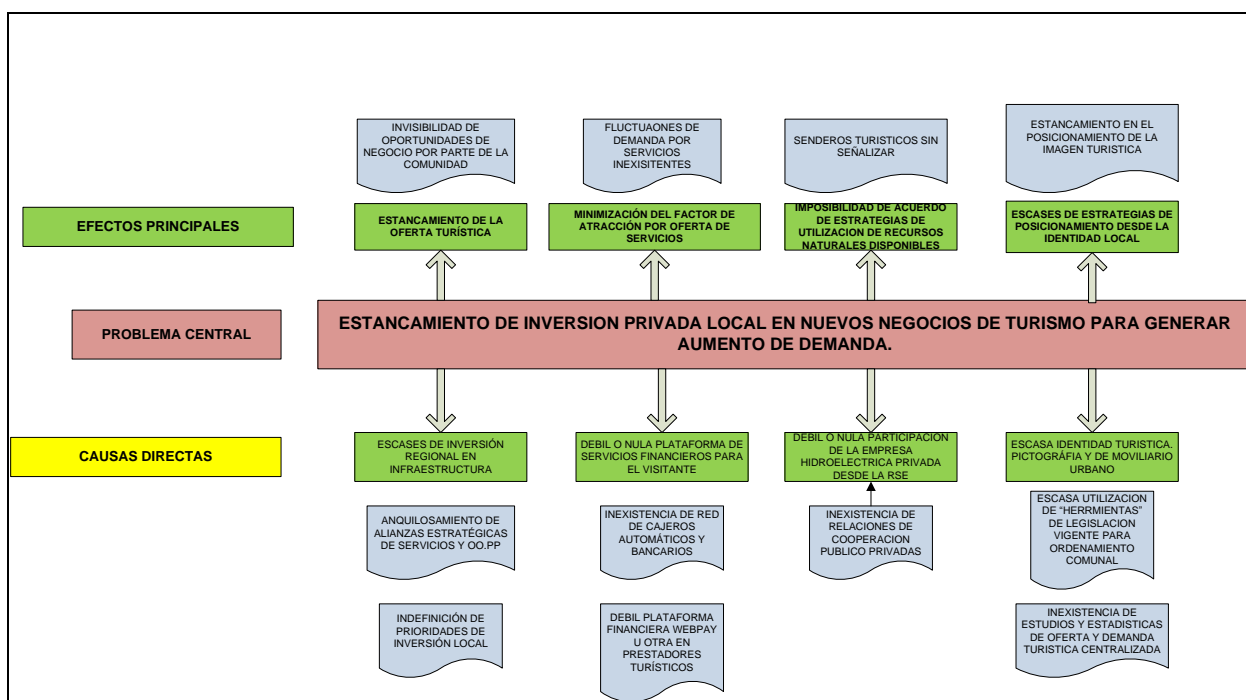 INVISIBILIDAD DE
OPORTUNIDADES DE
NEGOCIO POR PARTE DE LA
COMUNIDAD
FLUCTUAONES DE
DEMANDA POR
SERVICIOS
INEXISITENTES
SENDEROS TURISTICOS SIN
SEÑALIZAR
ESTANCAMIENTO EN EL
POSICIONAMIENTO DE LA
IMAGEN TURISTICA
EFECTOS PRINCIPALES
ESTANCAMIENTO DE LA
OFERTA TURÍSTICA
MINIMIZACIÓN DEL FACTOR DE
ATRACCIÓN POR OFERTA DE
SERVICIOS
IMPOSIBILIDAD DE ACUERDO
DE ESTRATEGIAS DE
UTILIZACION DE RECURSOS
NATURALES DISPONIBLES
ESCASES DE ESTRATEGIAS DE
POSICIONAMIENTO DESDE LA
IDENTIDAD LOCAL
PROBLEMA CENTRAL
ESTANCAMIENTO DE INVERSION PRIVADA LOCAL EN NUEVOS NEGOCIOS DE TURISMO PARA GENERAR
AUMENTO DE DEMANDA.
CAUSAS DIRECTAS
ESCASES DE INVERSIÓN
REGIONAL EN
INFRAESTRUCTURA
DEBIL O NULA PLATAFORMA DE
SERVICIOS FINANCIEROS PARA
EL VISITANTE
DEBIL O NULA PARTICIPACION
DE LA EMPRESA
HIDROELECTRICA PRIVADA
DESDE LA RSE
ESCASA IDENTIDAD TURISTICA.
PICTOGRÁFIA Y DE MOVILIARIO
URBANO
ANQUILOSAMIENTO DE
ALIANZAS ESTRATÉGICAS
DE SERVICIOS Y OO.PP
INEXISTENCIA DE RED
DE CAJEROS
AUTOMÁTICOS Y
BANCARIOS
INEXISTENCIA DE
RELACIONES DE
COOPERACION
PUBLICO PRIVADAS
ESCASA UTILIZACION
DE “HERRMIENTAS”
DE LEGISLACION
VIGENTE PARA
ORDENAMIENTO
COMUNAL
INDEFINICIÓN DE
PRIORIDADES DE
INVERSIÓN LOCAL
DEBIL PLATAFORMA
FINANCIERA WEBPAY
U OTRA EN
PRESTADORES
TURÍSTICOS
INEXISTENCIA DE
ESTUDIOS Y ESTADISTICAS
DE OFERTA Y DEMANDA
TURISTICA CENTRALIZADA